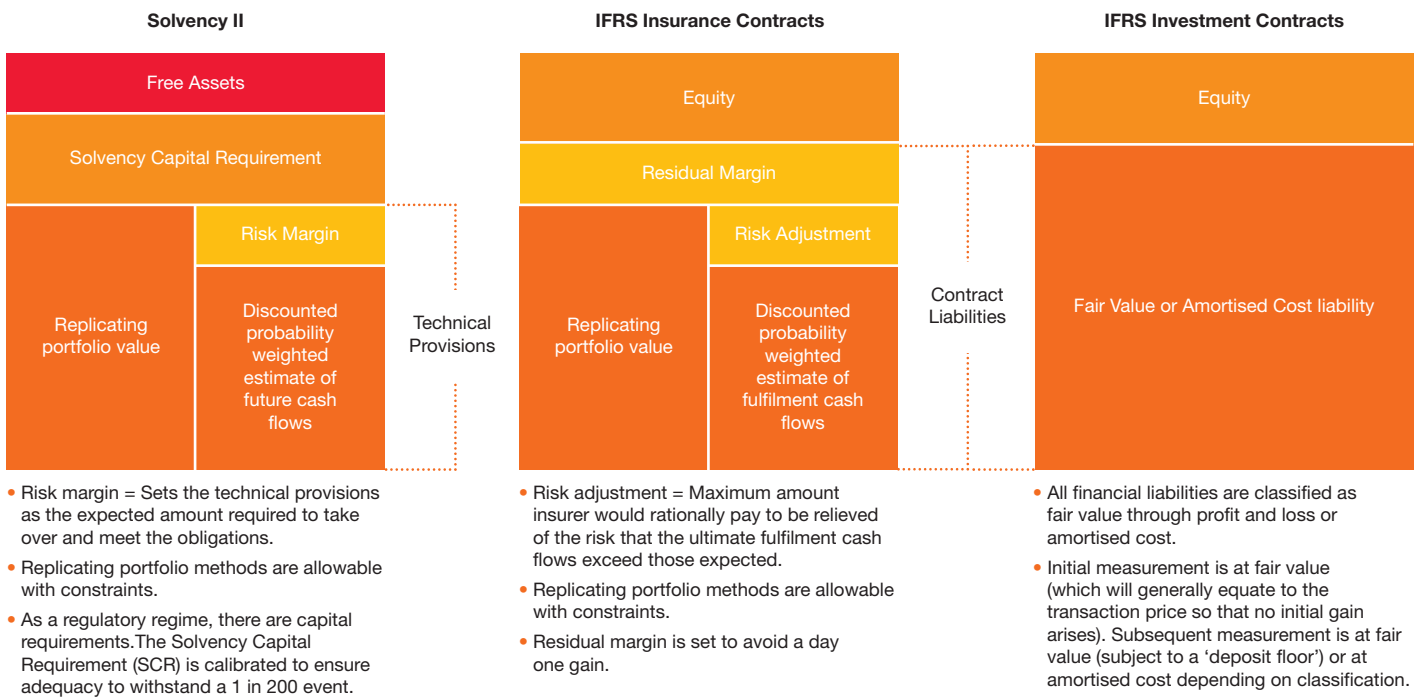 Solvency II
Free Assets
Solvency Capital Requirement
Replicating
portfolio value
Risk Margin
Discounted
probability
weighted
estimate of
future cash
flows
Technical
Provisions
• Risk margin = Sets the technical provisions
as the expected amount required to take
over and meet the obligations.
• Replicating portfolio methods are allowable
with constraints.
• As a regulatory regime, there are capital
requirements.The Solvency Capital
Requirement (SCR) is calibrated to ensure
adequacy to withstand a 1 in 200 event.
IFRS Insurance Contracts
Equity
Residual Margin
Replicating
portfolio value
Risk Adjustment
Discounted
probability
weighted
estimate of
fulfilment cash
flows
Contract
Liabilities
• Risk adjustment = Maximum amount
insurer would rationally pay to be relieved
of the risk that the ultimate fulfilment cash
flows exceed those expected.
• Replicating portfolio methods are allowable
with constraints.
• Residual margin is set to avoid a day
one gain.
IFRS Investment Contracts
Equity
Fair Value or Amortised Cost liability
• All financial liabilities are classified as
fair value through profit and loss or
amortised cost.
• Initial measurement is at fair value
(which will generally equate to the
transaction price so that no initial gain
arises). Subsequent measurement is at fair
value (subject to a ‘deposit floor’) or at
amortised cost depending on classification.